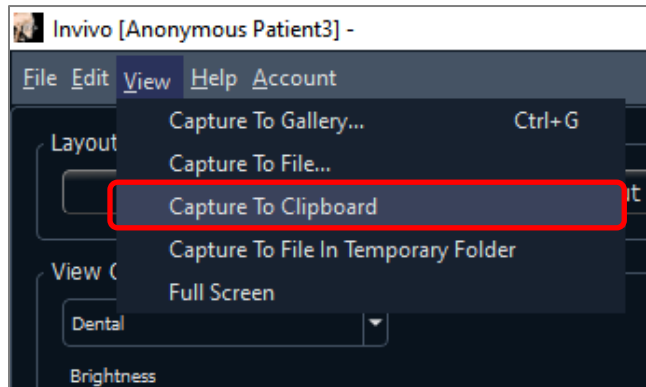 Invivo [Anonymous Patient3] -
File Edit View Help Account
Capture To Gallery... Ctrl+G
Layout
Capture To File...
Capture To Clipboard
Capture To File In Temporary Folder
View
Full Screen
Dental
Brightness